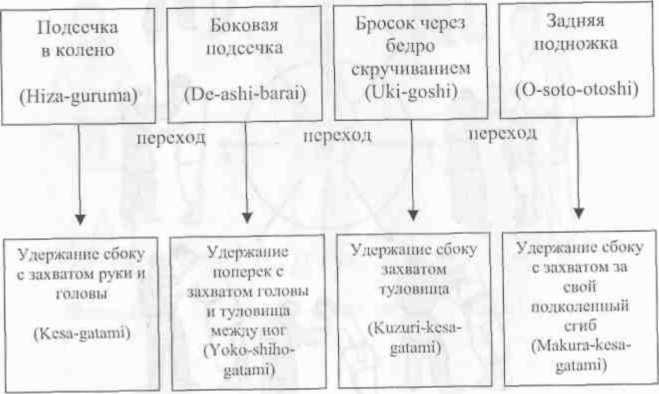 Подсечка
в колено
(Hiza-guruma)
Боковая
подсечка
(De-ashi-barai)
Бросок через
бедро
скручиванием
(Uki-goshi)
Задняя
подножка
(O-soto-otoshi)
переход
переход
переход
Удержание сбоку
с захватом руки и
головы
(Kesa-gatami)
Удержание
поперек с
захватом головы
и туловища
между ног
(Yoko-shiho-
gatami)
Удержание сбоку
захватом
туловища
(Kuzuri-kesa-
gatami)
Удержание сбоку
с захватом за
свой
подколенный
сгиб
(Makura-kesa-
gatami)